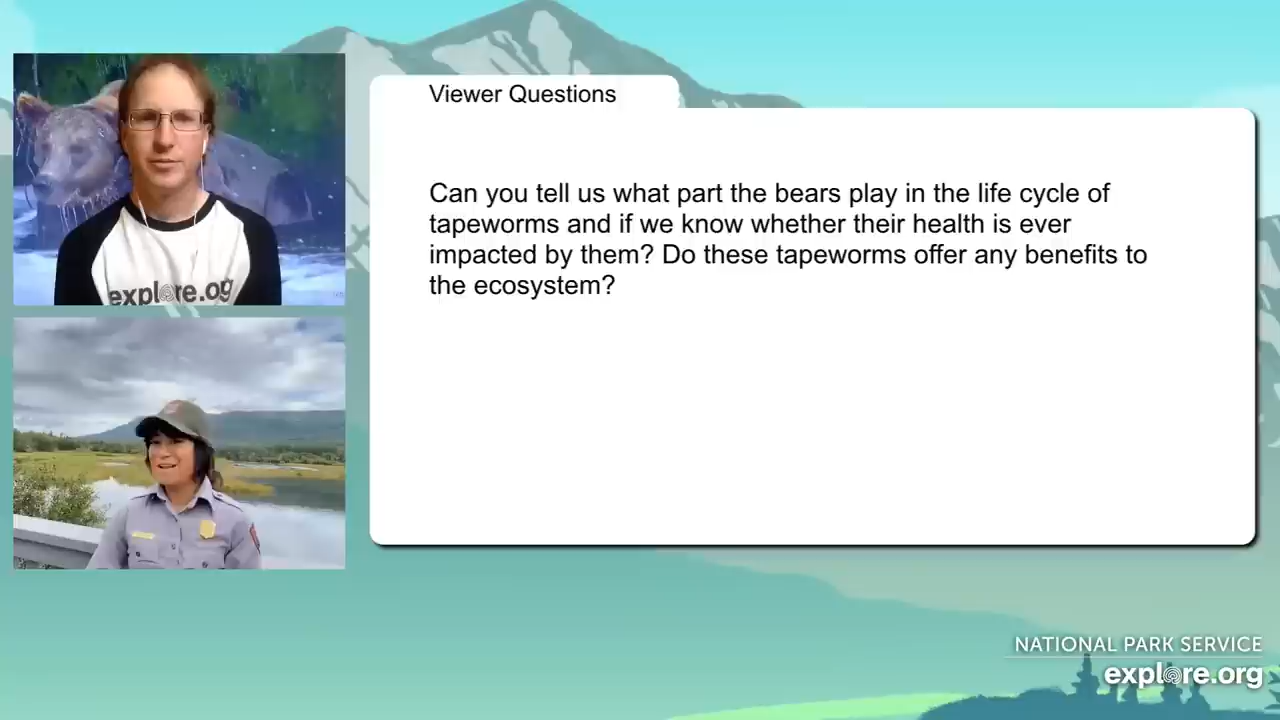 Viewer Questions
Can you tell us what part the bears play in the life cycle of
tapeworms and if we know whether their health is ever
impacted by them? Do these tapeworms offer any benefits to
the ecosystem?
explore.org
NATIONAL PARK SERVICE
explore.org